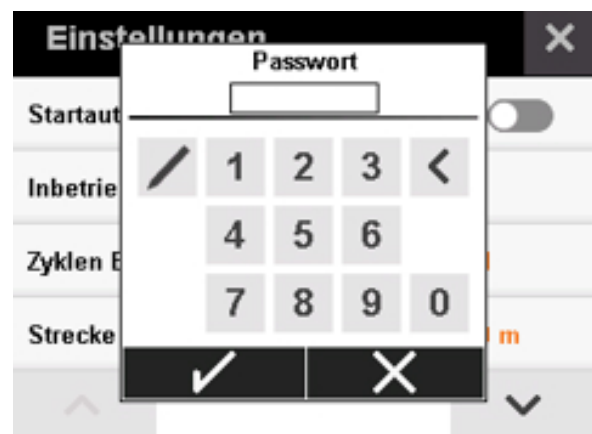 Einstellungen
Passwort
Startaut
1 2 3
Inbetrie
4 5 6
Zyklen E
7 8 9 0
Strecke m